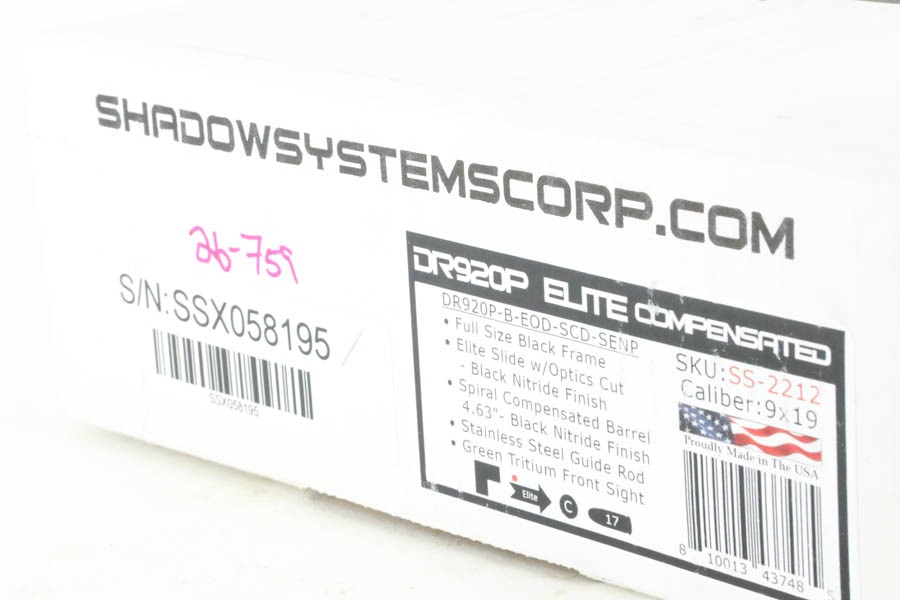 SHADOWSYSTEMSCORP.COM
26-759
S/N:SSX058195
SSX058195
DR920P ELITE COMPENSATED
DR920P-B-EOD-SCD-SENP
• Full Size Black Frame
• Elite Slide w/Optics Cut
- Black Nitride Finish
• Spiral Compensated Barrel
4.63"- Black Nitride Finish
• Stainless Steel Guide Rod
• Green Tritium Front Sight
Elite
C
17
SKU:SS-2212
Caliber:9x19
Proudly Made in The USA
8 10013 43748 5